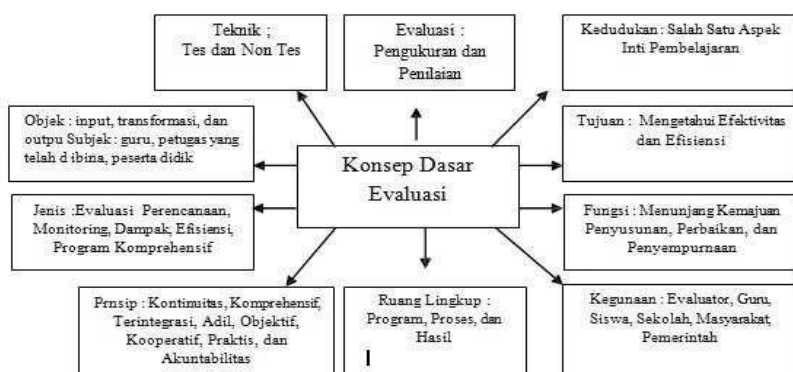 Teknik ;
Tes dan Non Tes
Evaluasi :
Pengukuran dan
Penilaian
Kedudukan : Salah Satu Aspek
Inti Pembelajaran
Objek : input, transformasi, dan
outpu Subjek : guru, petugas yang
telah d ibina, peserta didik
Konsep Dasar
Evaluasi
Tujuan : Mengetahui Efektivitas
dan Efisiensi
Jenis :Evaluasi Perencanaan,
Monitoring, Dampak, Efisiensi,
Program Komprehensif
Fungsi : Menunjang Kemajuan
Penyusunan, Perbaikan, dan
Penyempurnaan
Prnsip : Kontinuitas, Komprehensif,
Terintegrasi, Adil, Objektif,
Kooperatif, Praktis, dan
Akuntabilitas
Ruang Lingkup :
Program, Proses, dan
Hasil
Kegunaan : Evaluator, Guru,
Siswa, Sekolah, Masyarakat,
Pemerintah